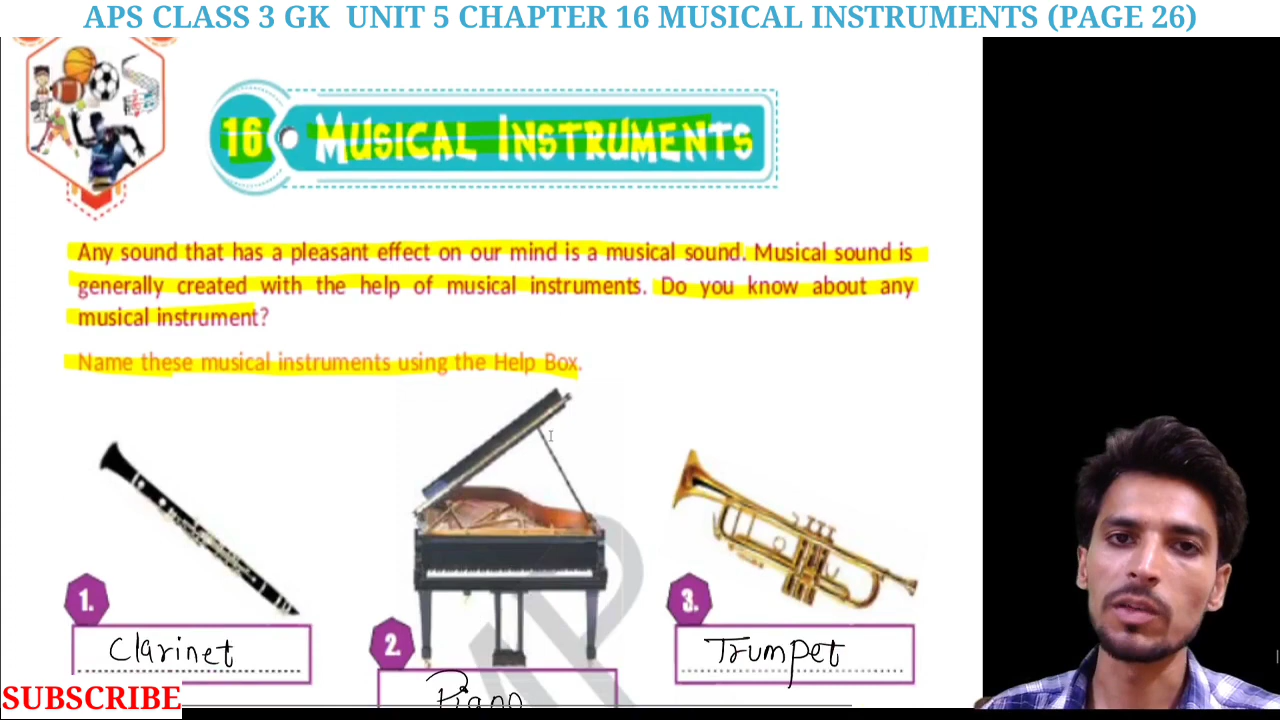 APS CLASS 3 GK UNIT 5 CHAPTER 16 MUSICAL INSTRUMENTS (PAGE 26)
16 MUSICAL INSTRUMENTS
Any sound that has a pleasant effect on our mind is a musical sound. Musical sound is
generally created with the help of musical instruments. Do you know about any
musical instrument?
Name these musical instruments using the Help Box.
1.
Clarinet
2.
Piano
3.
Trumpet
SUBSCRIBE